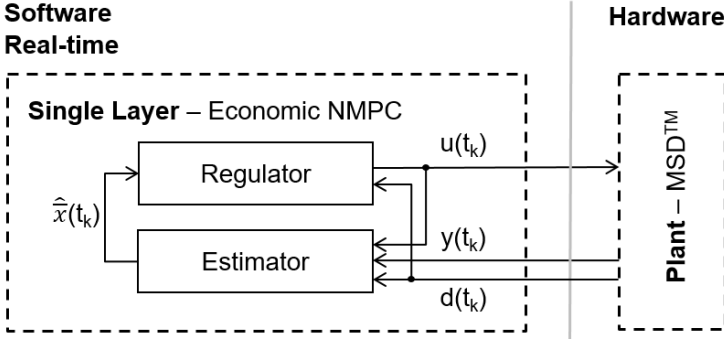 Software
Real-time
Hardware
Single Layer – Economic NMPC
Regulator
Estimator
x̄̂(tₖ)
u(tₖ)
y(tₖ)
d(tₖ)
Plant – MSD™